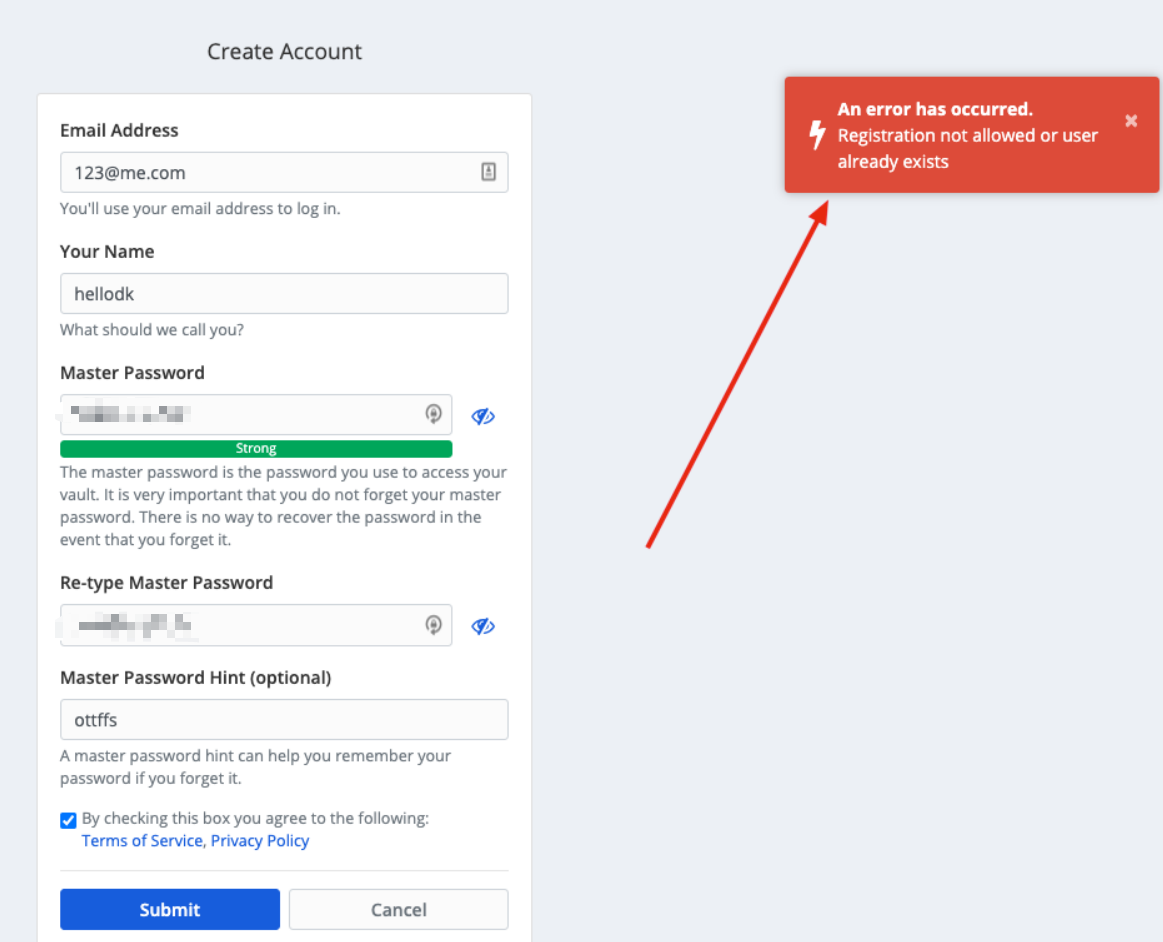 Create Account
An error has occurred.
Registration not allowed or user
already exists
Email Address
123@me.com
You'll use your email address to log in.
Your Name
hellodk
What should we call you?
Master Password
Strong
The master password is the password you use to access your
vault. It is very important that you do not forget your master
password. There is no way to recover the password in the
event that you forget it.
Re-type Master Password
Master Password Hint (optional)
ottffs
A master password hint can help you remember your
password if you forget it.
By checking this box you agree to the following:
Terms of Service, Privacy Policy
Submit
Cancel